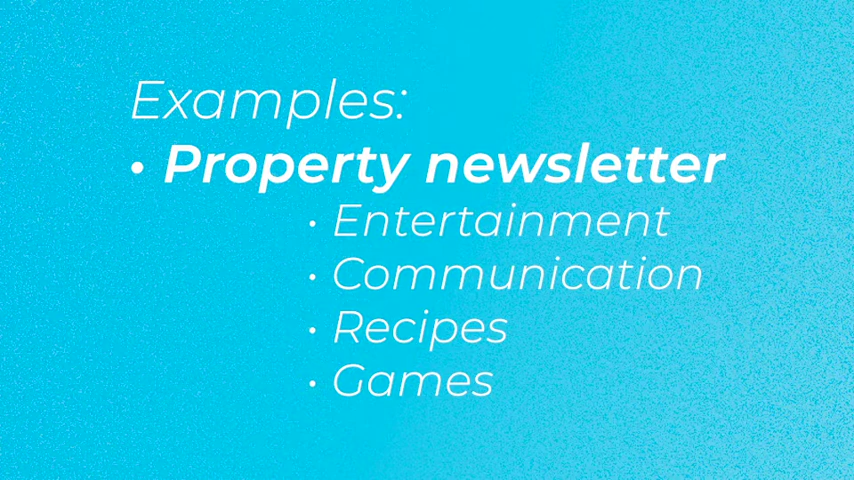 Examples:
• Property newsletter
• Entertainment
• Communication
• Recipes
• Games